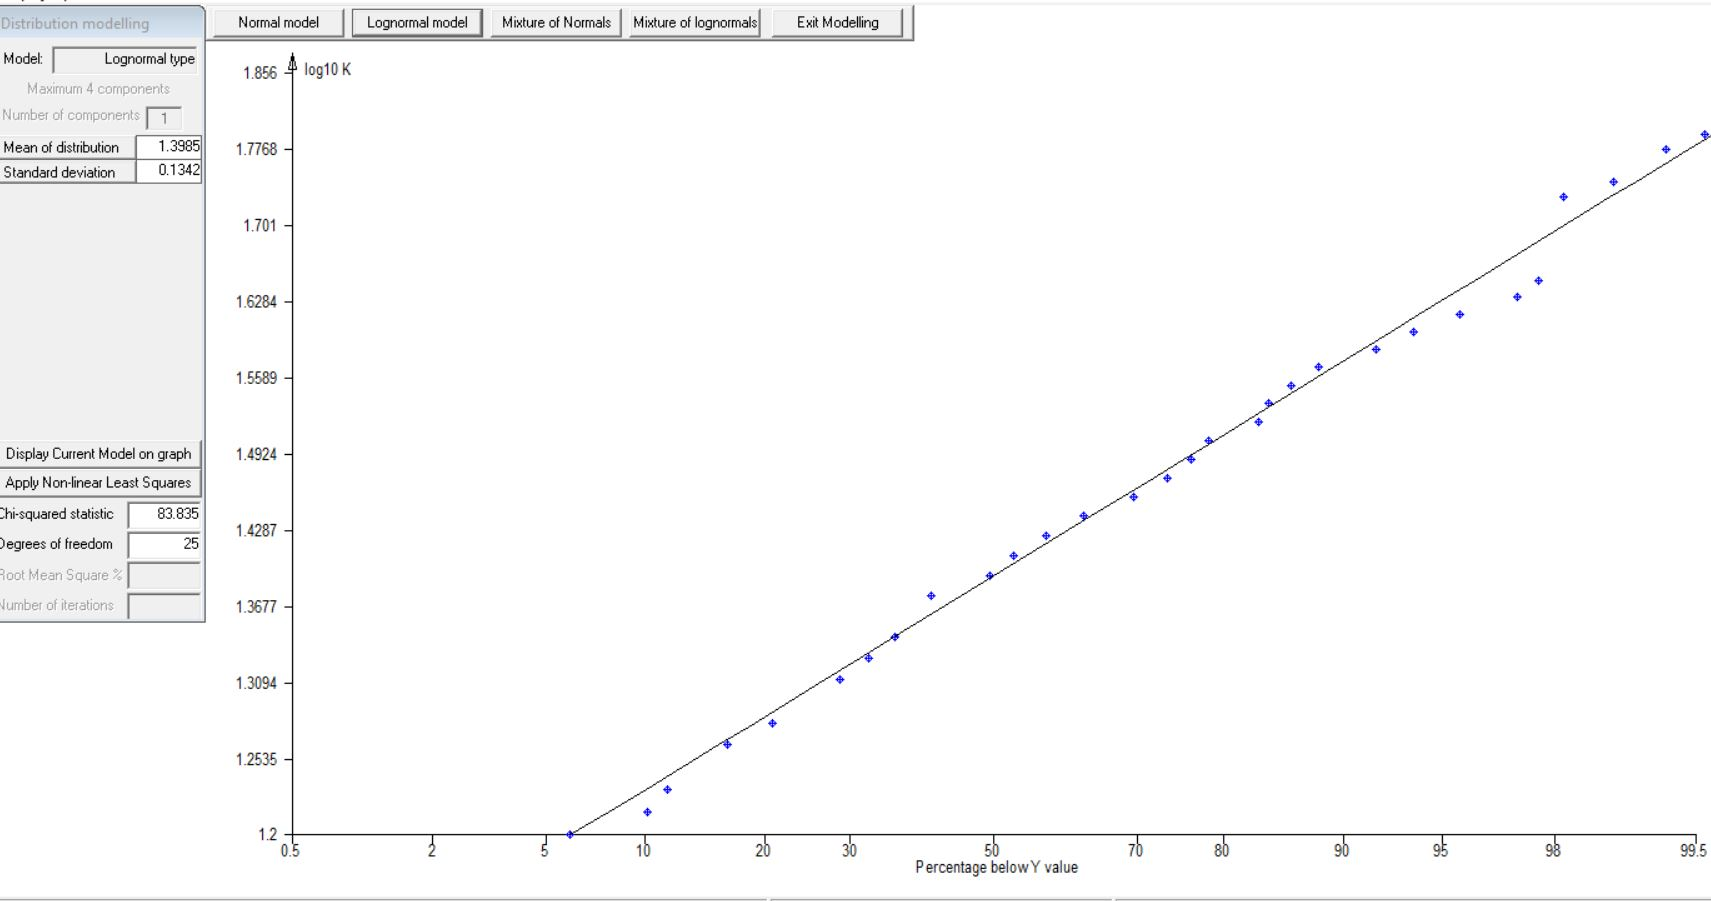 Distribution modelling
Normal model
Lognormal model
Mixture of Normals
Mixture of lognormals
Exit Modelling
Model:
Lognormal type
Maximum 4 components
Number of components
1
Mean of distribution
1.3985
Standard deviation
0.1342
Display Current Model on graph
Apply Non-linear Least Squares
Chi-squared statistic
83.835
Degrees of freedom
25
Root Mean Square %
Number of iterations
log10 K
1.856
1.7768
1.701
1.6284
1.5589
1.4924
1.4287
1.3677
1.3094
1.2535
1.2
0.5 2 5 10 20 30 50 70 80 90 95 98 99.5
Percentage below Y value